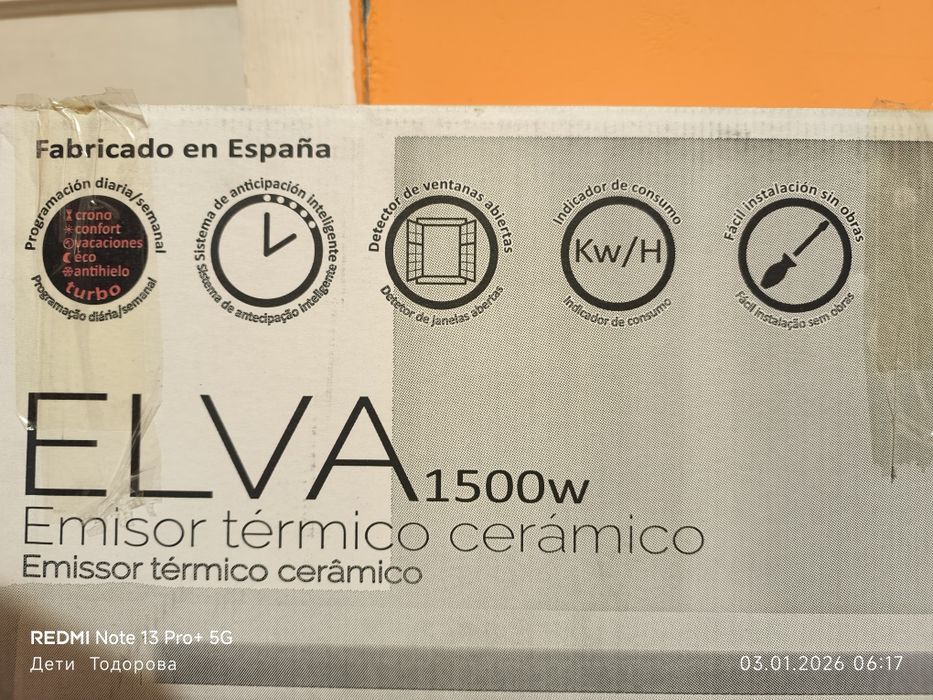 Fabricado en España
Programación diaria/semanal
crono
confort
vacaciones
eco
antihielo
turbo
Programação diária/semanal
Sistema de anticipación inteligente
Sistema de antecipação inteligente
Detector de ventanas abiertas
Detetor de janelas abertas
Indicador de consumo
Kw/H
Indicador de consumo
Fácil instalación sin obras
Fácil instalação sem obras
ELVA 1500w
Emisor térmico cerámico
Emissor térmico cerâmico
REDMI Note 13 Pro+ 5G
Дети Тодорова
03.01.2026 06:17